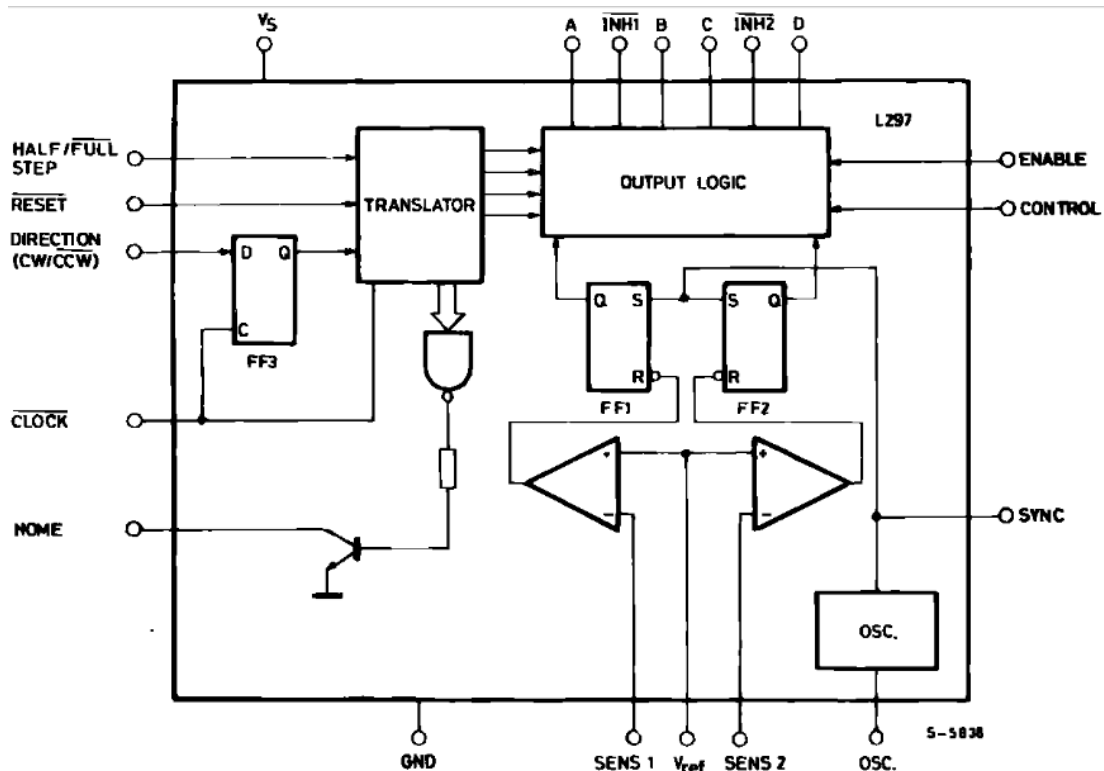 Vs
A
INH1
B
C
INH2
D
L297
HALF/FULL
STEP
RESET
DIRECTION
(CW/CCW)
TRANSLATOR
OUTPUT LOGIC
ENABLE
CONTROL
D Q
C
FF3
Q S
R
FF1
S Q
R
FF2
CLOCK
+
−
+
−
HOME
SYNC
OSC.
S-5838
GND
SENS 1
Vref
SENS 2
OSC.